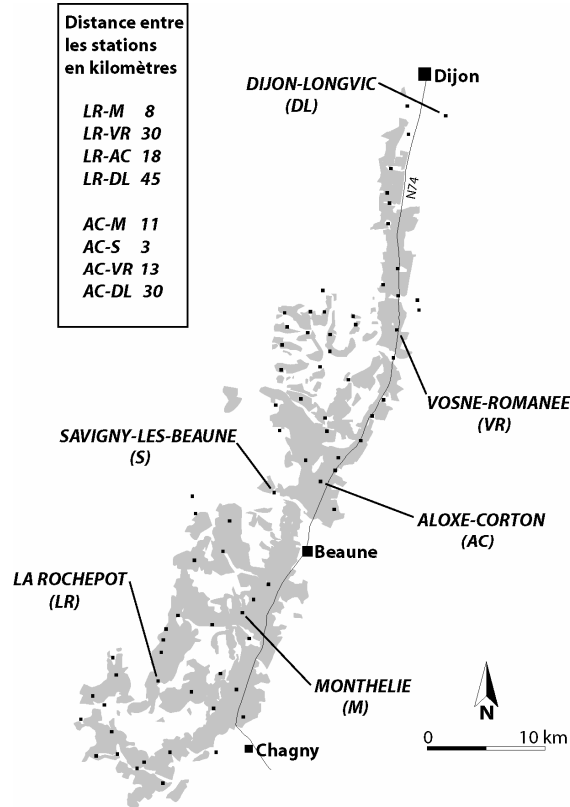 Distance entre
les stations
en kilomètres
LR-M 8
LR-VR 30
LR-AC 18
LR-DL 45
AC-M 11
AC-S 3
AC-VR 13
AC-DL 30
DIJON-LONGVIC
(DL)
Dijon
N74
VOSNE-ROMANEE
(VR)
SAVIGNY-LES-BEAUNE
(S)
ALOXE-CORTON
(AC)
Beaune
LA ROCHEPOT
(LR)
MONTHELIE
(M)
Chagny
N
0 10 km